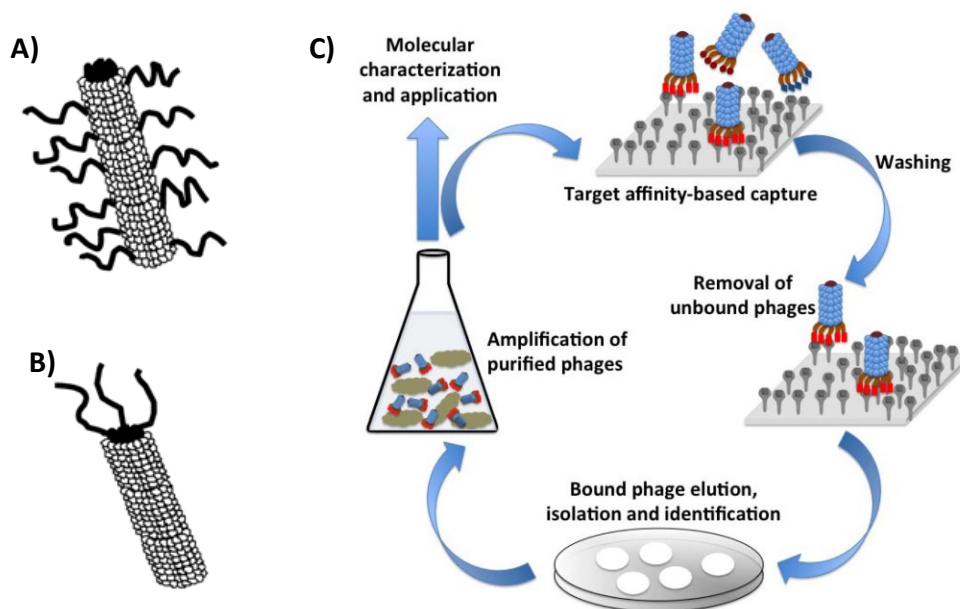 A)
B)
C)
Molecular
characterization
and application
Target affinity-based capture
Washing
Removal of
unbound phages
Bound phage elution,
isolation and identification
Amplification of
purified phages